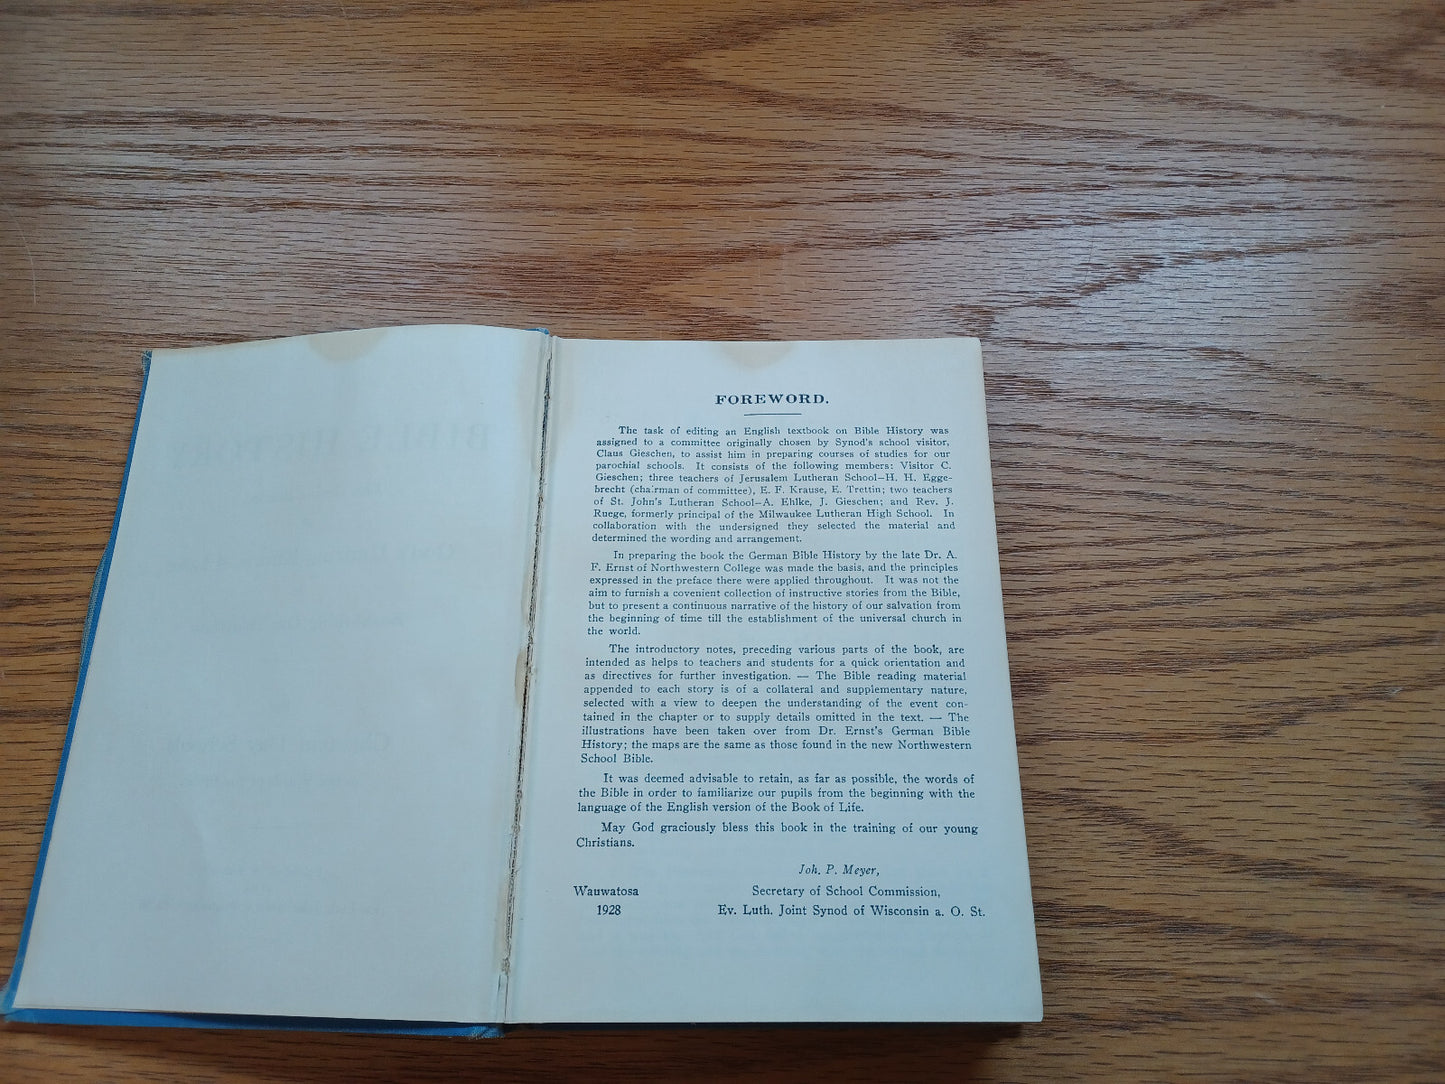 FOREWORD.
The task of editing an English textbook on Bible History was
assigned to a committee originally chosen by Synod's school visitor,
Claus Gieschen, to assist him in preparing courses of studies for our
parochial schools. It consists of the following members: Visitor C.
Gieschen; three teachers of Jerusalem Lutheran School—H. H. Egge-
brecht (chairman of committee), E. F. Krause, E. Trettin; two teachers
of St. John's Lutheran School—A. Ehlke, J. Gieschen; and Rev. J.
Ruege, formerly principal of the Milwaukee Lutheran High School. In
collaboration with the undersigned they selected the material and
determined the wording and arrangement.
In preparing the book the German Bible History by the late Dr. A.
F. Ernst of Northwestern College was made the basis, and the principles
expressed in the preface there were applied throughout. It was not the
aim to furnish a covenient collection of instructive stories from the Bible,
but to present a continuous narrative of the history of our salvation from
the beginning of time till the establishment of the universal church in
the world.
The introductory notes, preceding various parts of the book, are
intended as helps to teachers and students for a quick orientation and
as directives for further investigation. — The Bible reading material
appended to each story is of a collateral and supplementary nature,
selected with a view to deepen the understanding of the event con-
tained in the chapter or to supply details omitted in the text. — The
illustrations have been taken over from Dr. Ernst's German Bible
History; the maps are the same as those found in the new Northwestern
School Bible.
It was deemed advisable to retain, as far as possible, the words of
the Bible in order to familiarize our pupils from the beginning with the
language of the English version of the Book of Life.
May God graciously bless this book in the training of our young
Christians.
Joh. P. Meyer,
Wauwatosa Secretary of School Commission,
1928 Ev. Luth. Joint Synod of Wisconsin a. O. St.